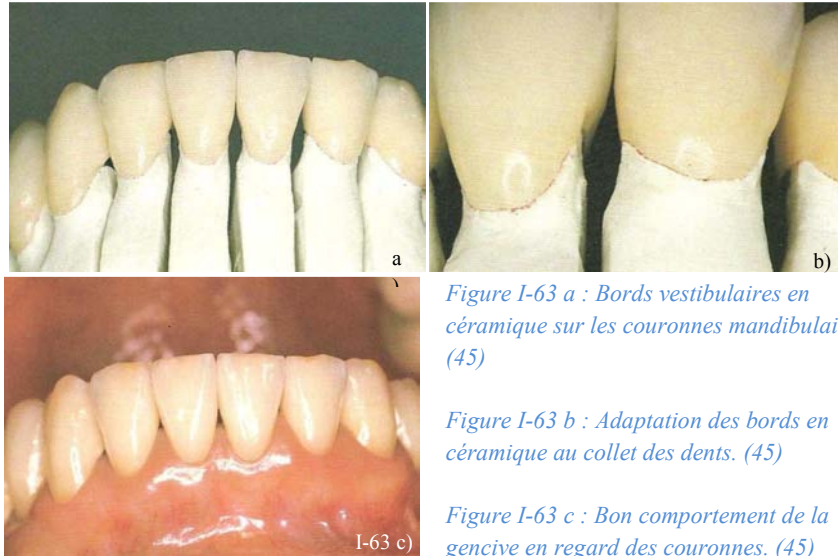 a
)
b)
I-63 c)
Figure I-63 a : Bords vestibulaires en
céramique sur les couronnes
(45)
Figure I-63 b : Adaptation des bords en
céramique au collet des dents. (45)
Figure I-63 c : Bon comportement de la
gencive en regard des couronnes. (45)